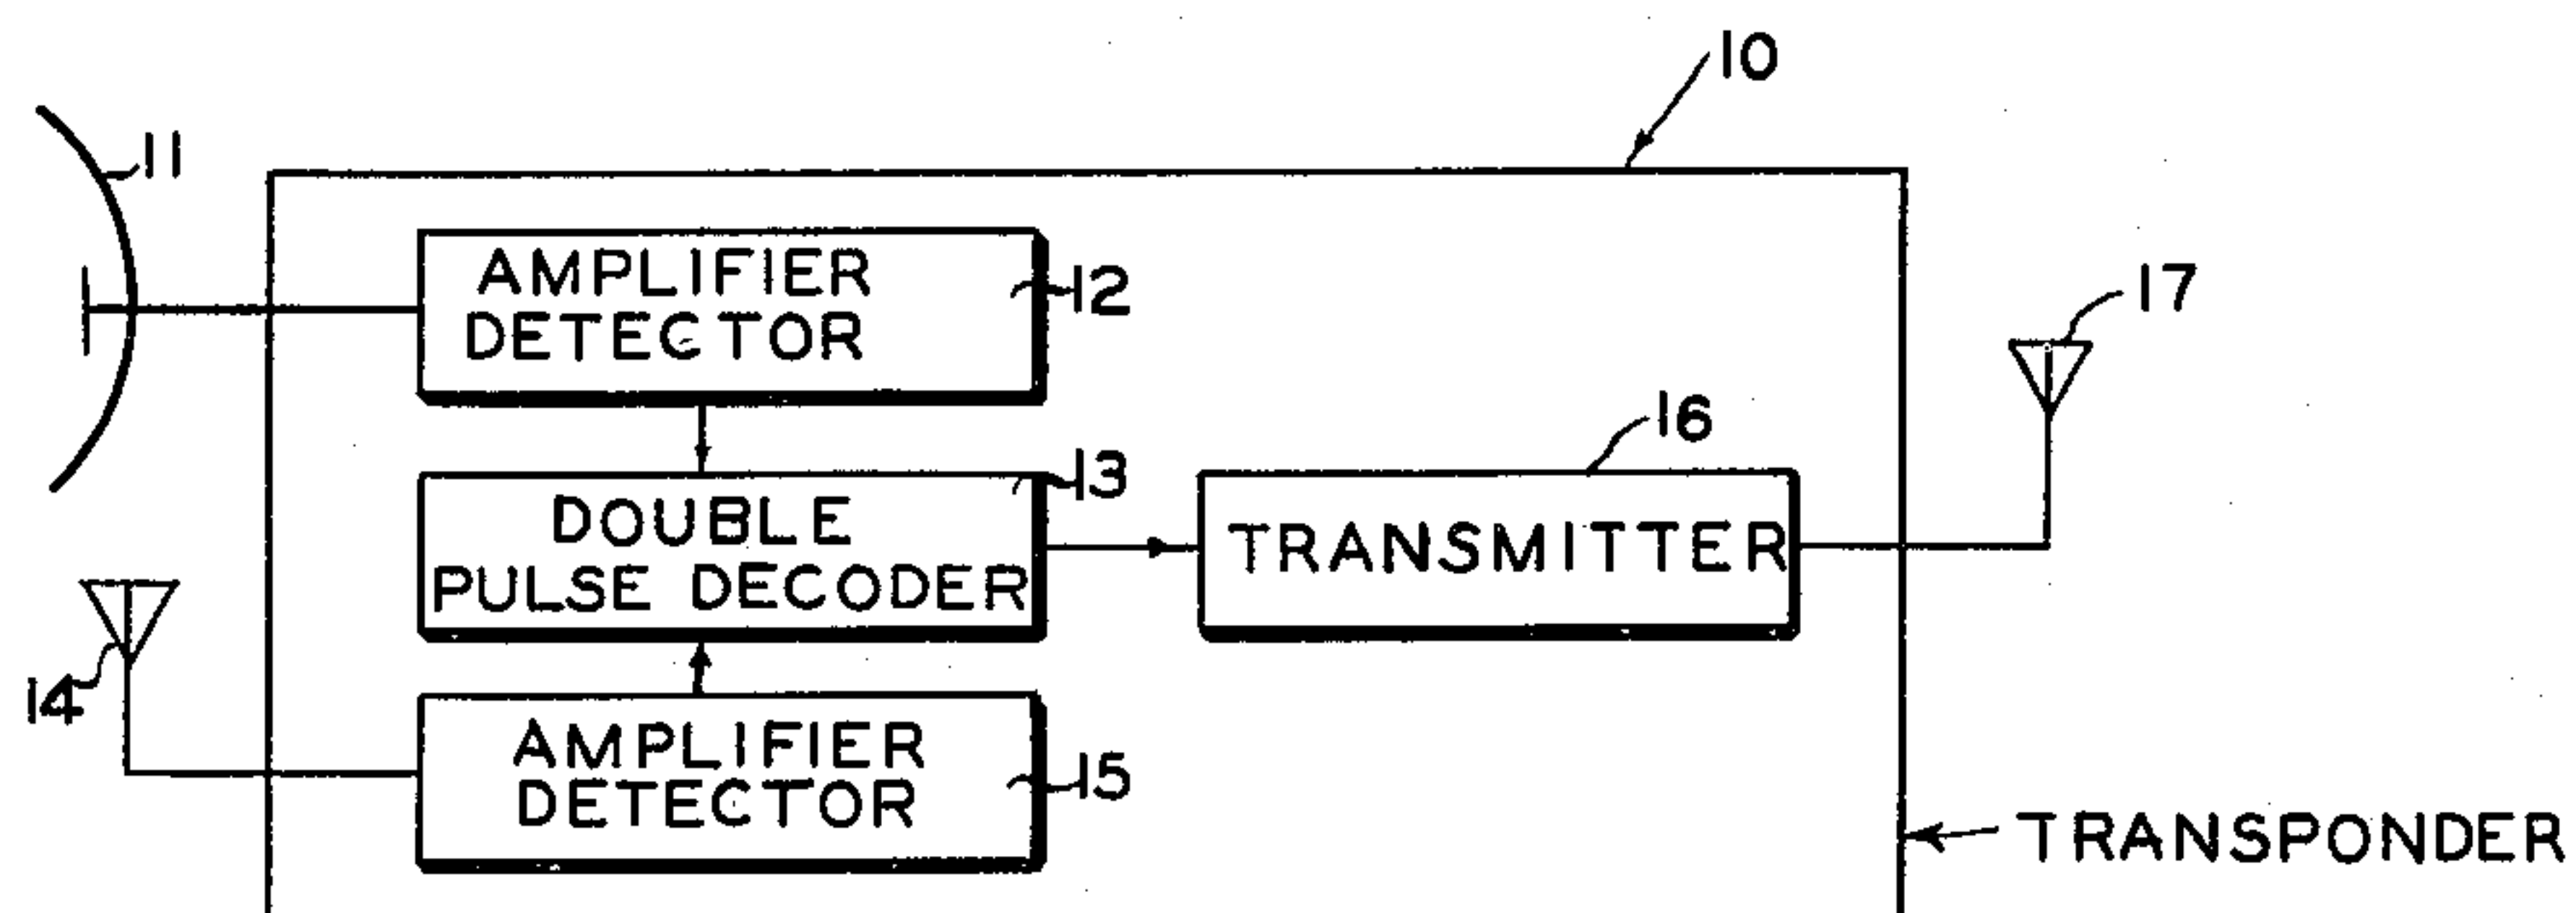 10
11
AMPLIFIER
DETECTOR
12
17
16
13
DOUBLE
PULSE DECODER
TRANSMITTER
14
AMPLIFIER
DETECTOR
15
TRANSPONDER